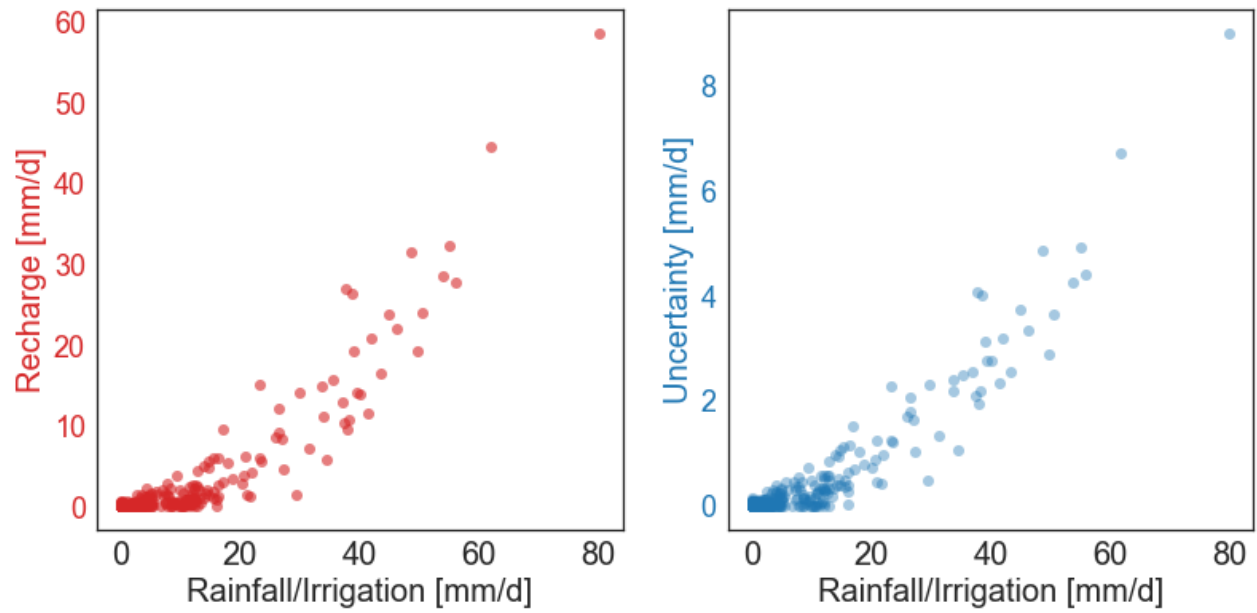 60
50
40
30
20
10
0
Recharge [mm/d]
0 20 40 60 80
Rainfall/Irrigation [mm/d]
8
6
4
2
0
Uncertainty [mm/d]
0 20 40 60 80
Rainfall/Irrigation [mm/d]